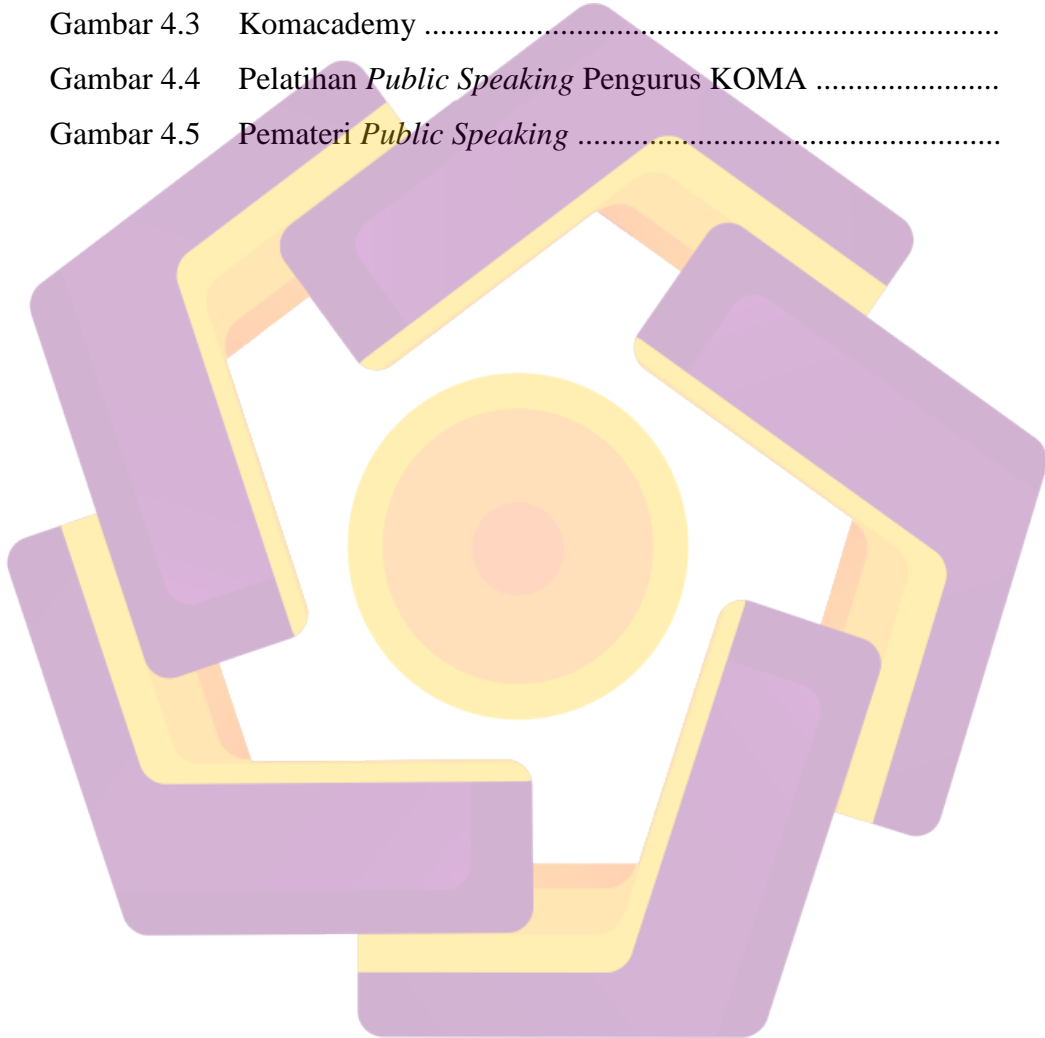 Gambar 4.3 Komacademy .......................................................................
Gambar 4.4 Pelatihan Public Speaking Pengurus KOMA .......................
Gambar 4.5 Pemateri Public Speaking ....................................................